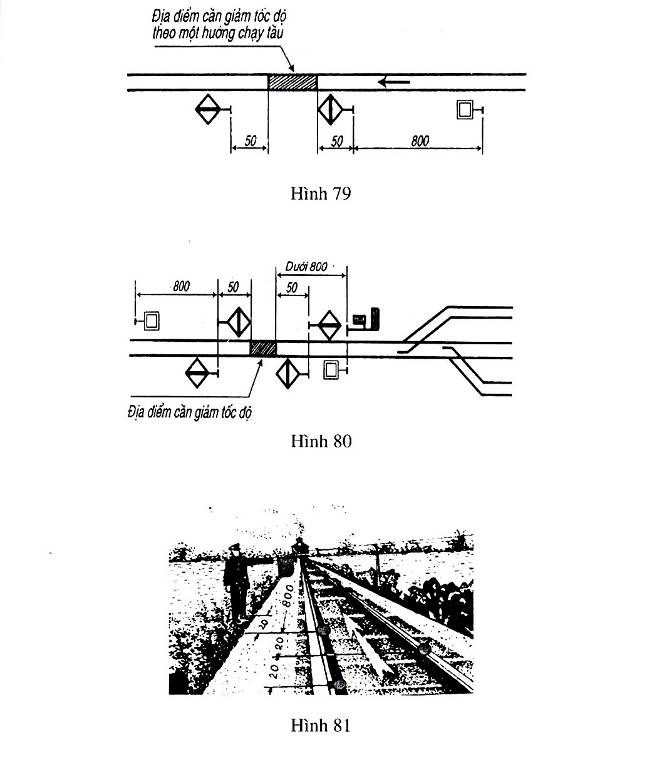 Địa điểm cần giảm tốc độ
theo một hướng chạy tầu
50
50
800
Hình 79
Dưới 800
800
50
50
Địa điểm cần giảm tốc độ
Hình 80
800
20
20
20
Hình 81